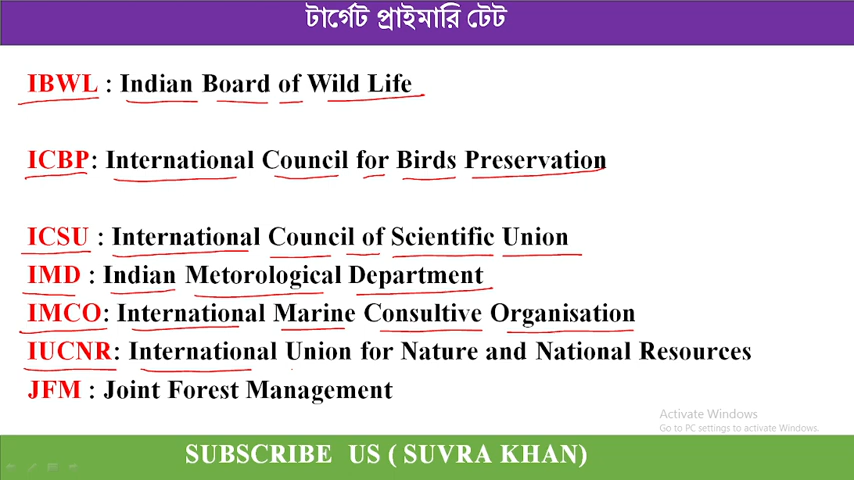 টার্গেট প্রাইমারি টেট
IBWL : Indian Board of Wild Life
ICBP: International Council for Birds Preservation
ICSU : International Council of Scientific Union
IMD : Indian Metorological Department
IMCO: International Marine Consultive Organisation
IUCNR: International Union for Nature and National Resources
JFM : Joint Forest Management
Activate Windows
Go to PC settings to activate Windows.
SUBSCRIBE US ( SUVRA KHAN)